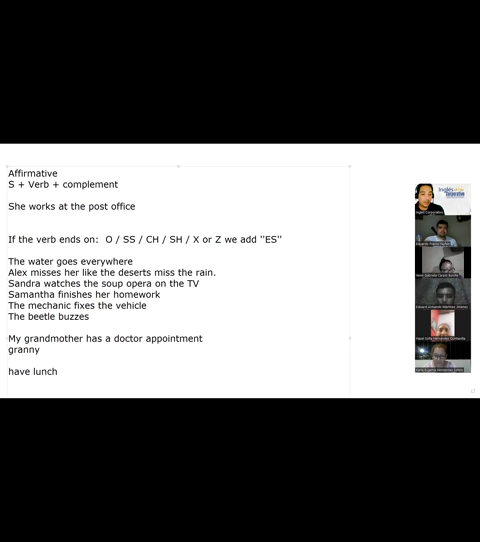 Affirmative
S + Verb + complement
She works at the post office
If the verb ends on:  O / SS / CH / SH / X or Z we add ''ES''
The water goes everywhere
Alex misses her like the deserts miss the rain.
Sandra watches the soup opera on the TV
Samantha finishes her homework
The mechanic fixes the vehicle
The beetle buzzes
My grandmother has a doctor appointment
granny
have lunch
Inglés
corporativo